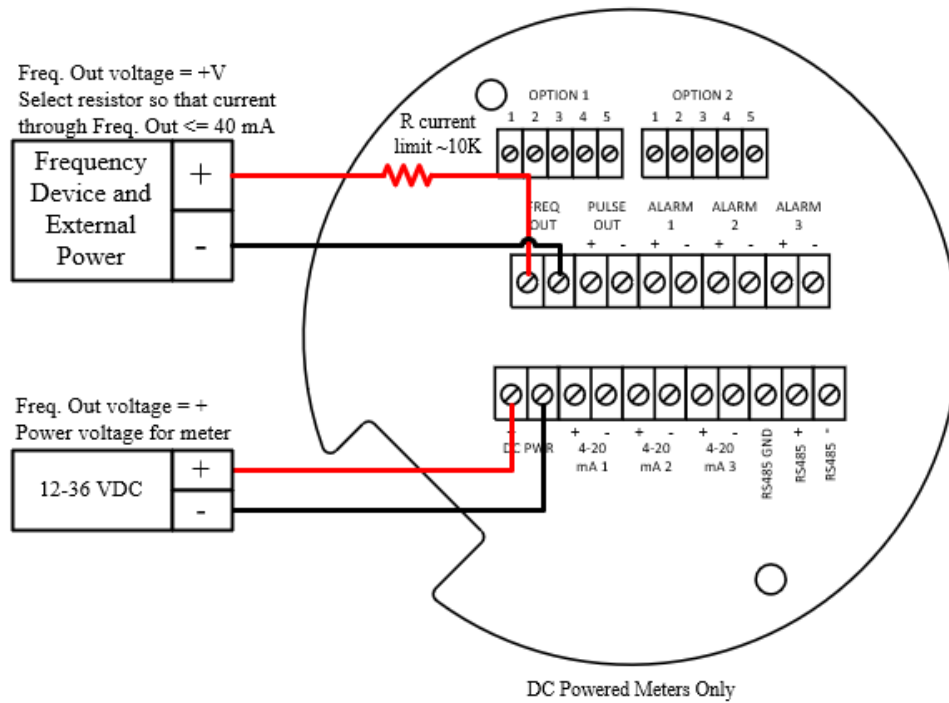 Freq. Out voltage = +V
Select resistor so that current
through Freq. Out <= 40 mA
Frequency
Device and
External
Power
+
-
R current
limit ~10K
OPTION 1
1 2 3 4 5
OPTION 2
1 2 3 4 5
FREQ
OUT
PULSE
OUT
+ -
ALARM
1
+ -
ALARM
2
+ -
ALARM
3
+ -
Freq. Out voltage = +
Power voltage for meter
12-36 VDC
+
-
+
DC PWR
+ -
4-20
mA 1
+ -
4-20
mA 2
+ -
4-20
mA 3
RS485 GND
RS485 +
RS485 -
DC Powered Meters Only